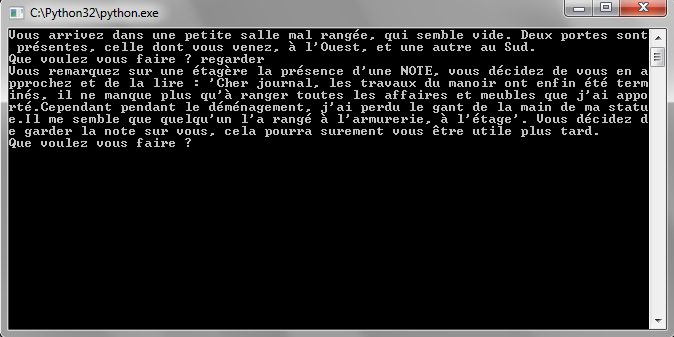 C:\Python32\python.exe
Vous arrivez dans une petite salle mal rangée, qui semble vide. Deux portes sont
 présentes, celle dont vous venez, à l'Ouest, et une autre au Sud.
Que voulez vous faire ? regarder
Vous remarquez sur une étagère la présence d'une NOTE, vous décidez de vous en a
pprochez et de la lire : 'Cher journal, les travaux du manoir ont enfin été term
inés, il ne manque plus qu'à ranger toutes les affaires et meubles que j'ai appo
rté.Cependant pendant le déménagement, j'ai perdu le gant de la main de ma statu
e.Il me semble que quelqu'un l'a rangé à l'armurerie, à l'étage'. Vous décidez d
e garder la note sur vous, cela pourra surement vous être utile plus tard.
Que voulez vous faire ?